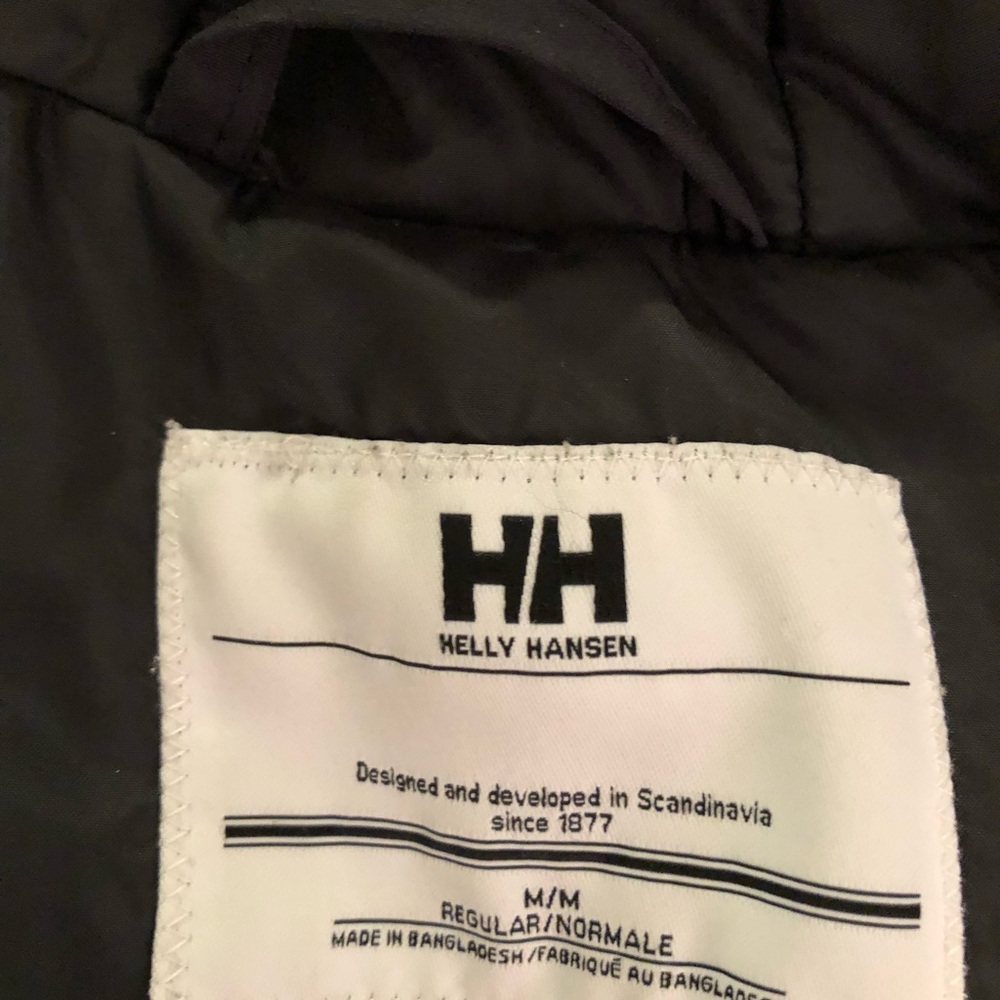 HH
HELLY HANSEN
Designed and developed in Scandinavia
since 1877
M/M
REGULAR/NORMALE
MADE IN BANGLADESH/FABRIQUÉ AU BANGLADESH